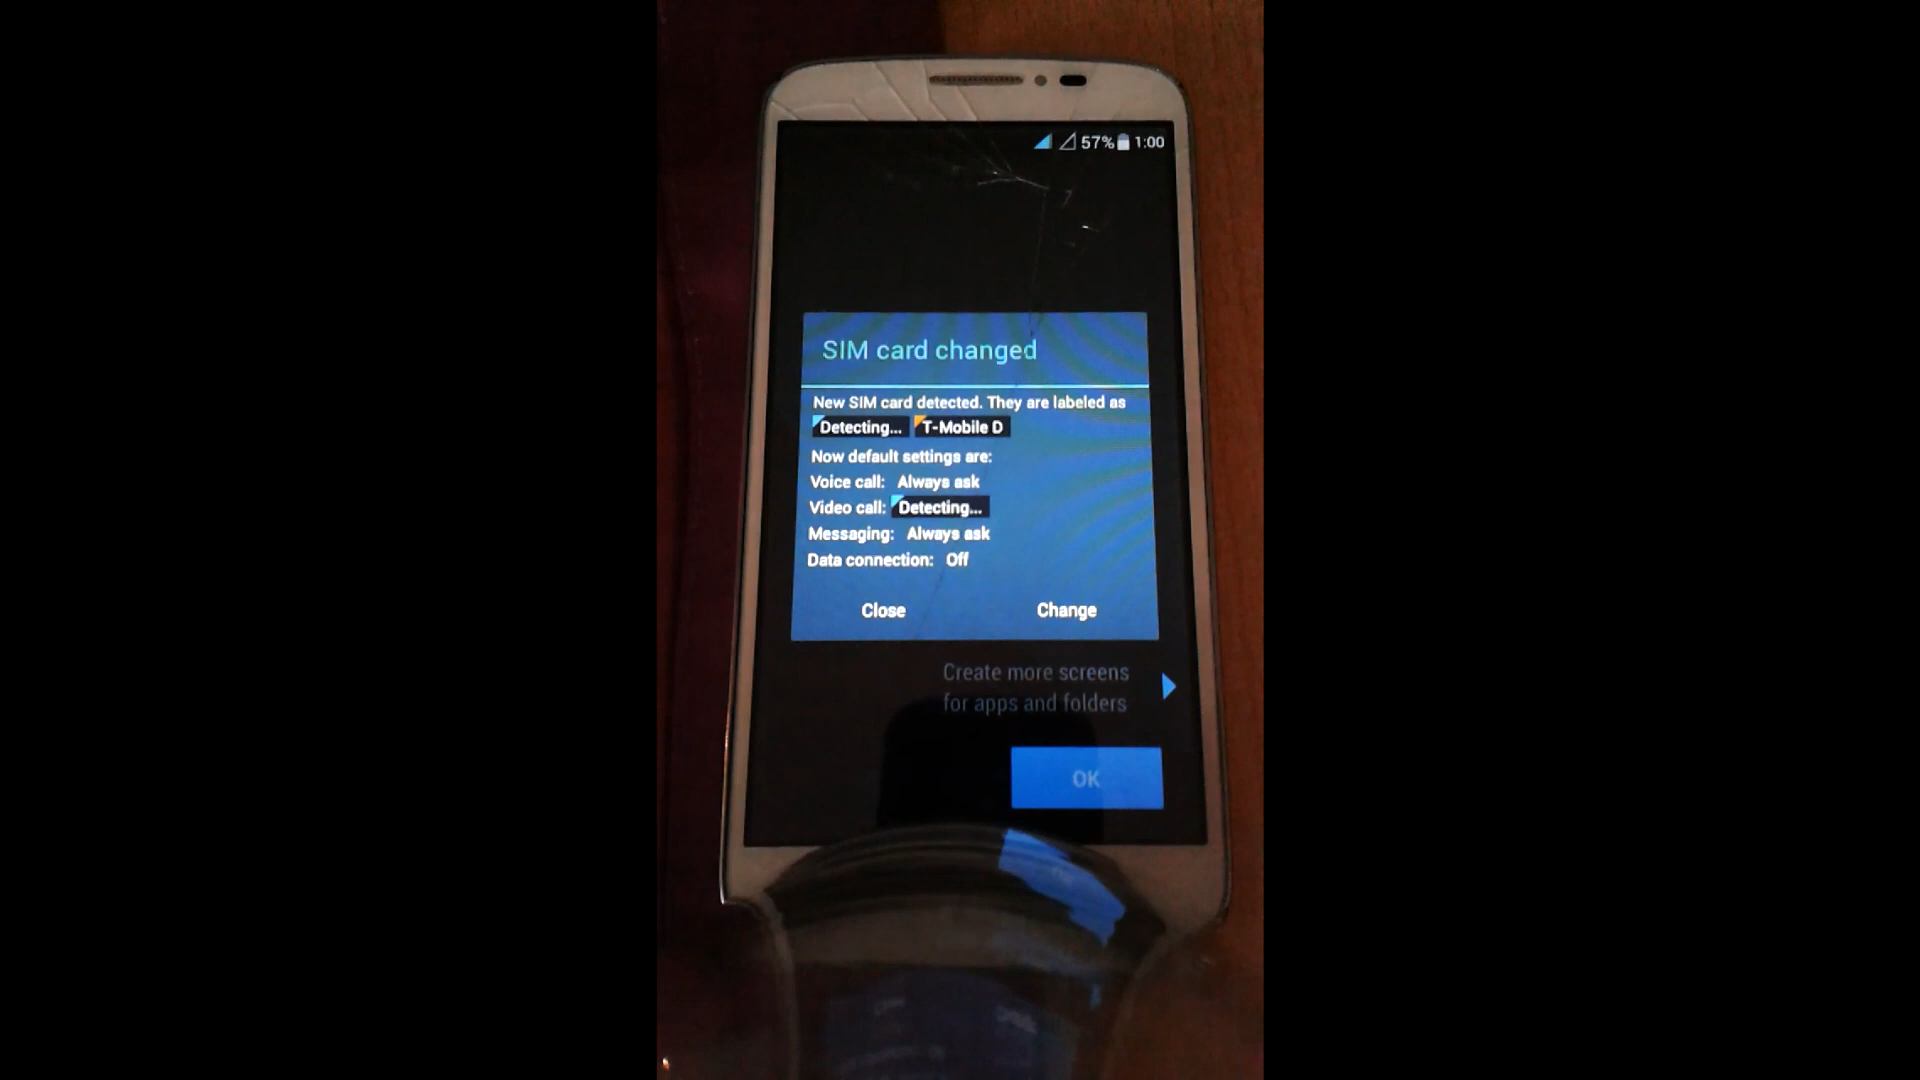 57% 1:00
SIM card changed
New SIM card detected. They are labeled as
Detecting... T-Mobile D
Now default settings are:
Voice call: Always ask
Video call: Detecting...
Messaging: Always ask
Data connection: Off
Close Change
Create more screens
for apps and folders
OK